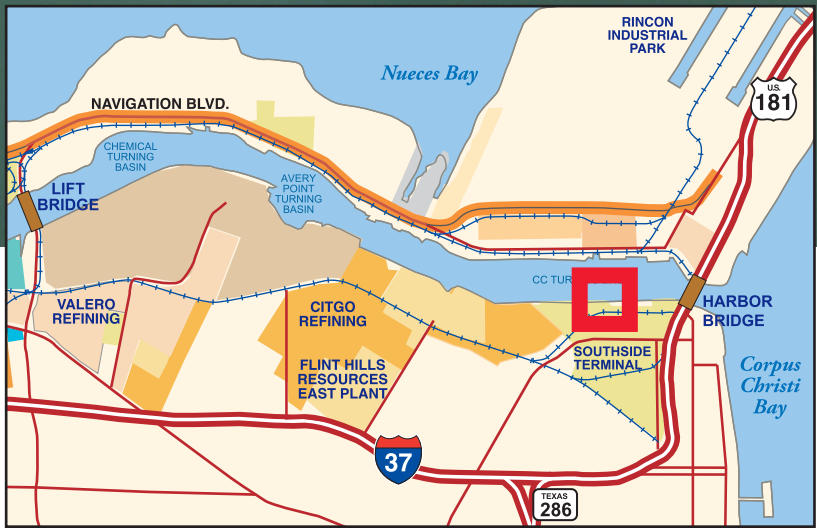 RINCON
INDUSTRIAL
PARK
Nueces Bay
U.S.
181
NAVIGATION BLVD.
CHEMICAL
TURNING
BASIN
LIFT
BRIDGE
AVERY
POINT
TURNING
BASIN
CC TUR
VALERO
REFINING
CITGO
REFINING
HARBOR
BRIDGE
FLINT HILLS
RESOURCES
EAST PLANT
SOUTHSIDE
TERMINAL
Corpus
Christi
Bay
37
TEXAS
286